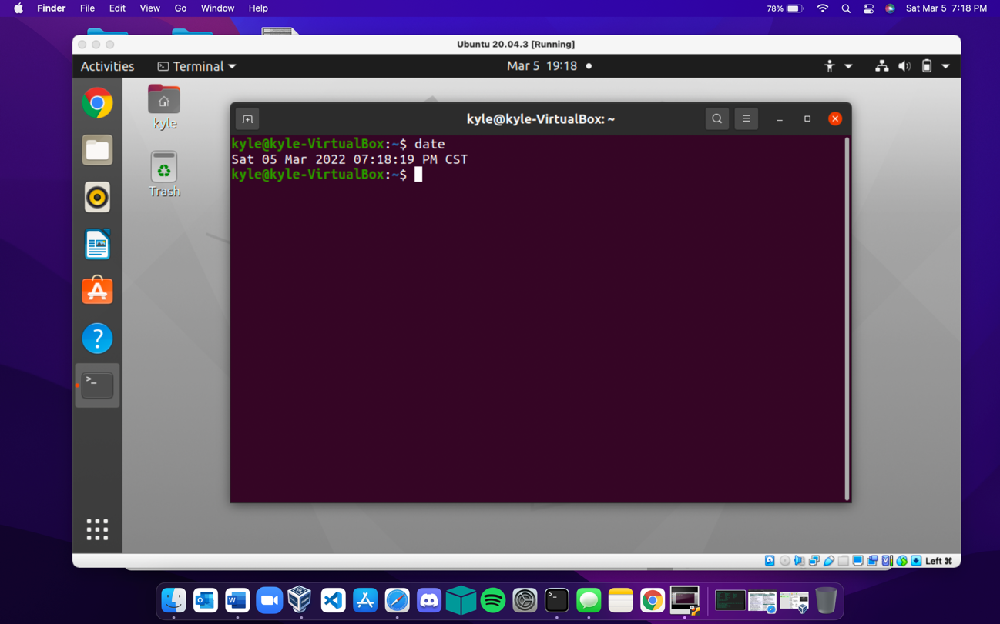 Finder File Edit View Go Window Help 78% Sat Mar 5 7:18 PM
Ubuntu 20.04.3 [Running]
Activities Terminal Mar 5 19:18
kyle
Trash
kyle@kyle-VirtualBox: ~
kyle@kyle-VirtualBox:~$ date
Sat 05 Mar 2022 07:18:19 PM CST
kyle@kyle-VirtualBox:~$
Left ⌘